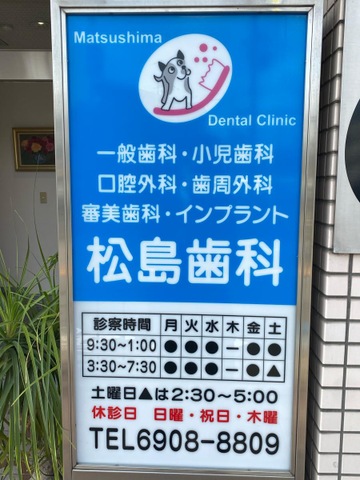 Matsushima
Dental Clinic
一般歯科・小児歯科
口腔外科・歯周外科
審美歯科・インプラント
松島歯科
診察時間 月 火 水 木 金 土
9:30~1:00 ● ● ● ー ● ●
3:30~7:30 ● ● ● ー ● ▲
土曜日▲は2:30~5:00
休診日 日曜・祝日・木曜
TEL6908-8809